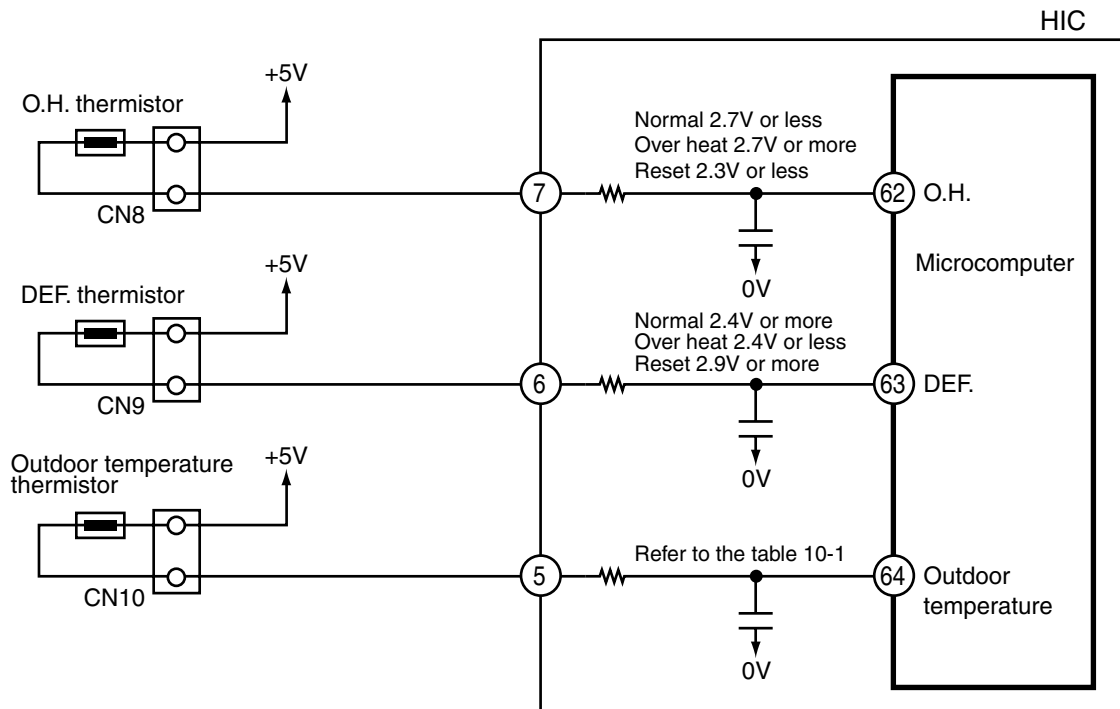 HIC
+5V
O.H. thermistor
Normal 2.7V or less
Over heat 2.7V or more
Reset 2.3V or less
7
62
O.H.
CN8
0V
Microcomputer
+5V
DEF. thermistor
Normal 2.4V or more
Over heat 2.4V or less
Reset 2.9V or more
6
63
DEF.
CN9
0V
Outdoor temperature
thermistor
+5V
Refer to the table 10-1
5
64
Outdoor
temperature
CN10
0V